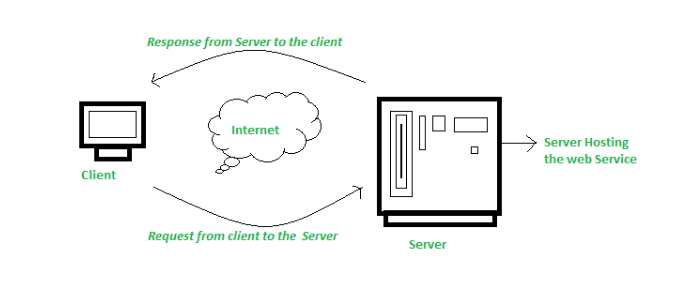 Response from Server to the client
Internet
Client
Server Hosting
the web Service
Request from client to the Server
Server